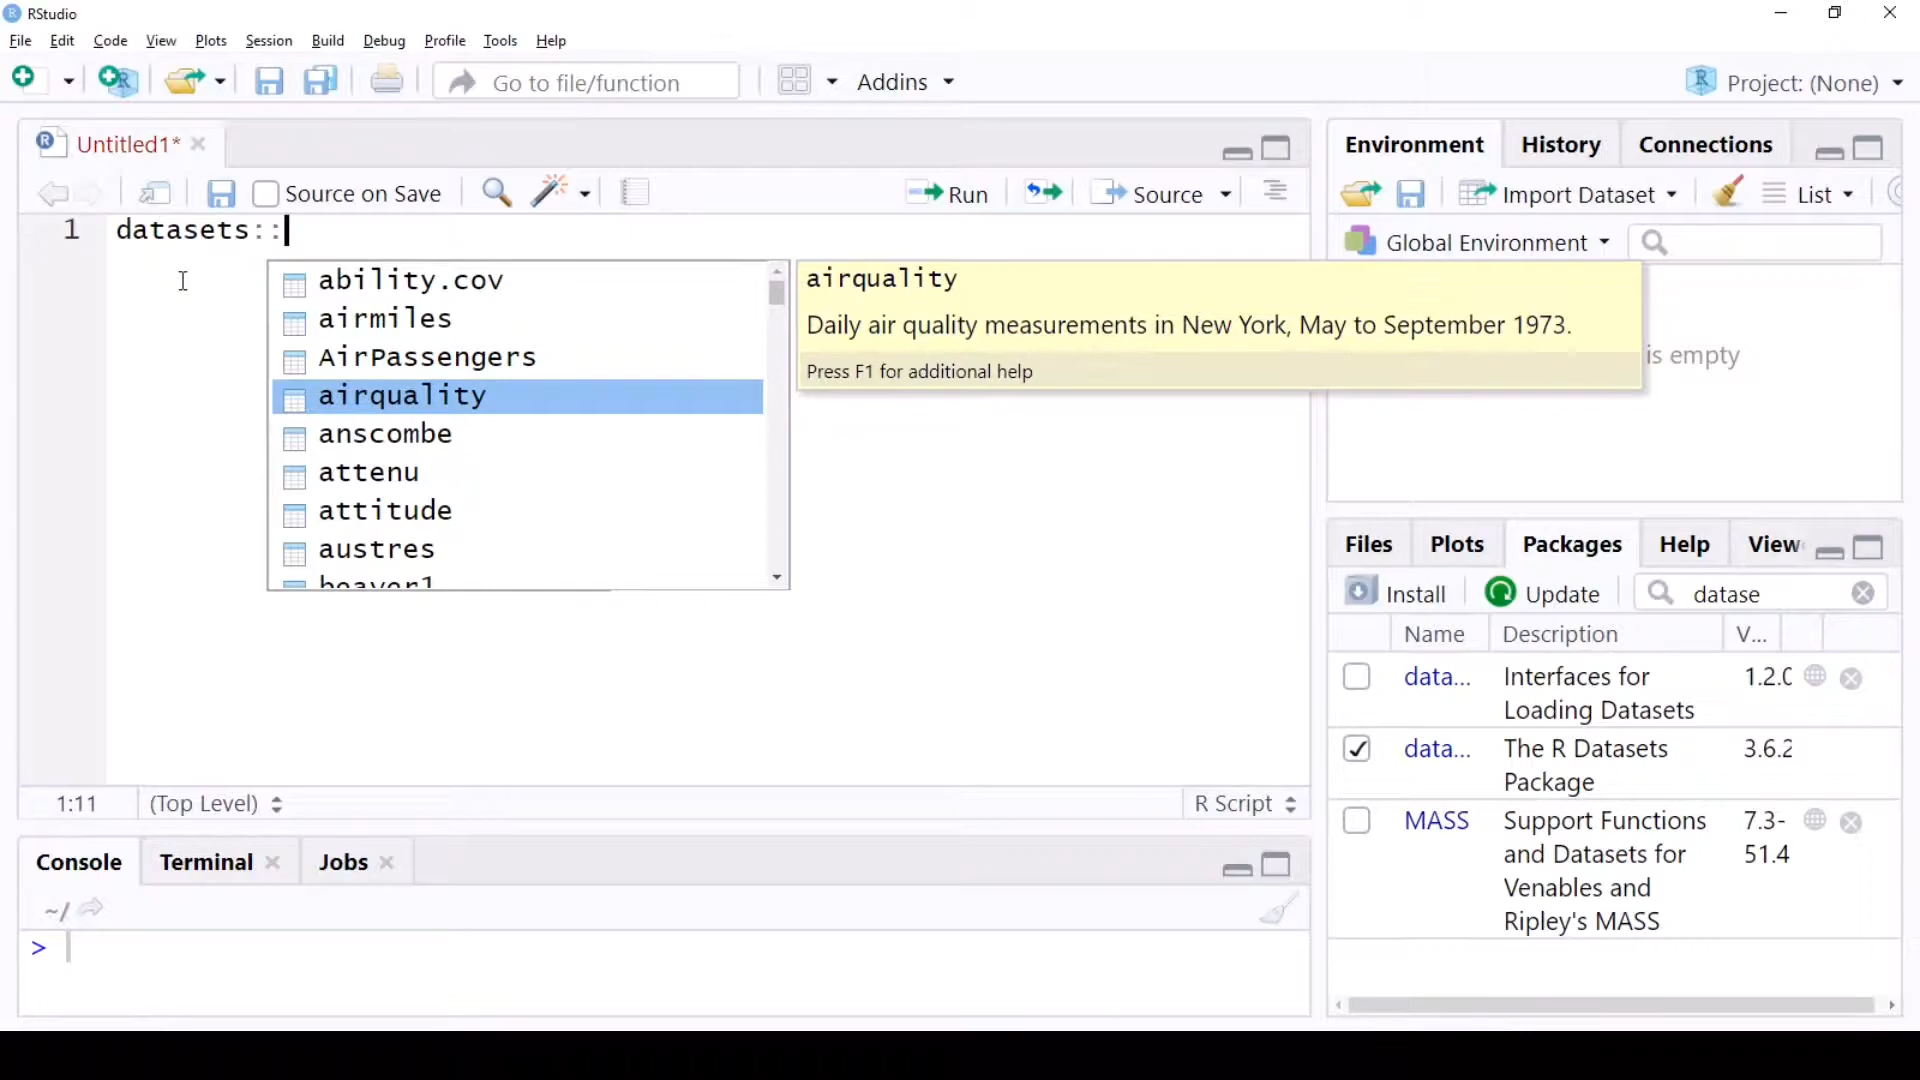 RStudio
File Edit Code View Plots Session Build Debug Profile Tools Help
Go to file/function Addins Project: (None)
Untitled1*
Source on Save Run Source
1 datasets::
ability.cov
airmiles
AirPassengers
airquality
anscombe
attenu
attitude
austres
beaver1
airquality
Daily air quality measurements in New York, May to September 1973.
Press F1 for additional help
1:11 (Top Level) R Script
Console Terminal Jobs
~/
>
Environment History Connections
Import Dataset List
Global Environment
is empty
Files Plots Packages Help View
Install Update datase
Name Description V...
data... Interfaces for 1.2.0
Loading Datasets
data... The R Datasets 3.6.2
Package
MASS Support Functions 7.3-
and Datasets for 51.4
Venables and
Ripley's MASS